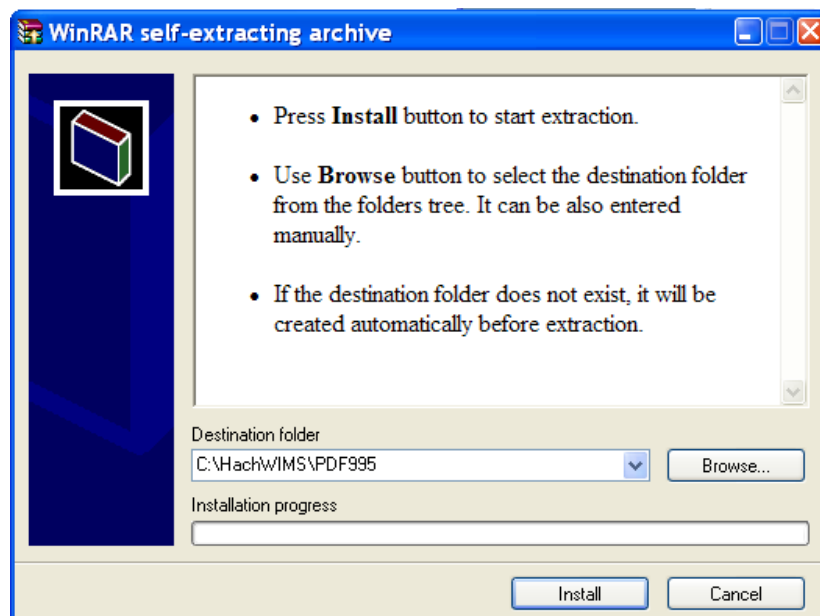 WinRAR self-extracting archive
• Press Install button to start extraction.
• Use Browse button to select the destination folder
from the folders tree. It can be also entered
manually.
• If the destination folder does not exist, it will be
created automatically before extraction.
Destination folder
C:\HachWIMS\PDF995
Browse...
Installation progress
Install
Cancel